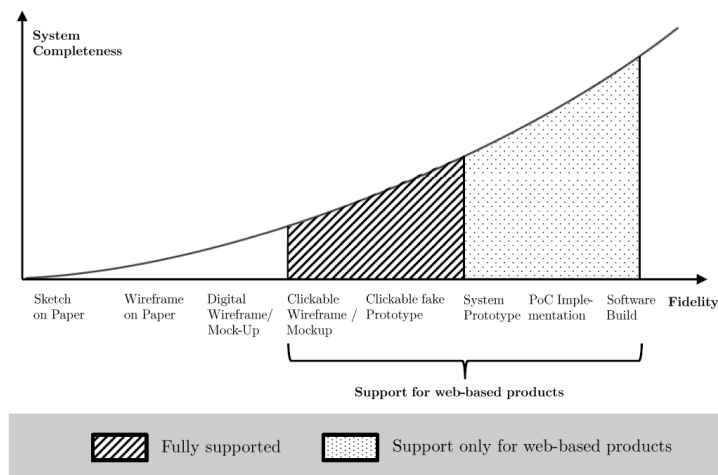 System
Completeness
Sketch
on Paper
Wireframe
on Paper
Digital
Wireframe/
Mock-Up
Clickable
Wireframe /
Mockup
Clickable fake
Prototype
System
Prototype
PoC Imple-
mentation
Software
Build
Fidelity
Support for web-based products
Fully supported
Support only for web-based products